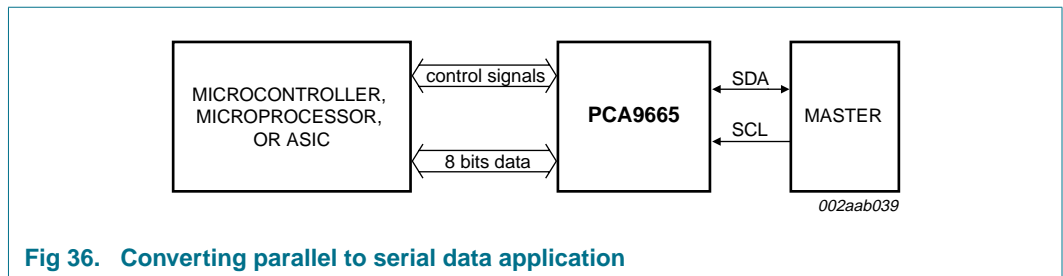 MICROCONTROLLER,
MICROPROCESSOR,
OR ASIC
control signals
8 bits data
PCA9665
SDA
SCL
MASTER
002aab039
Fig 36. Converting parallel to serial data application